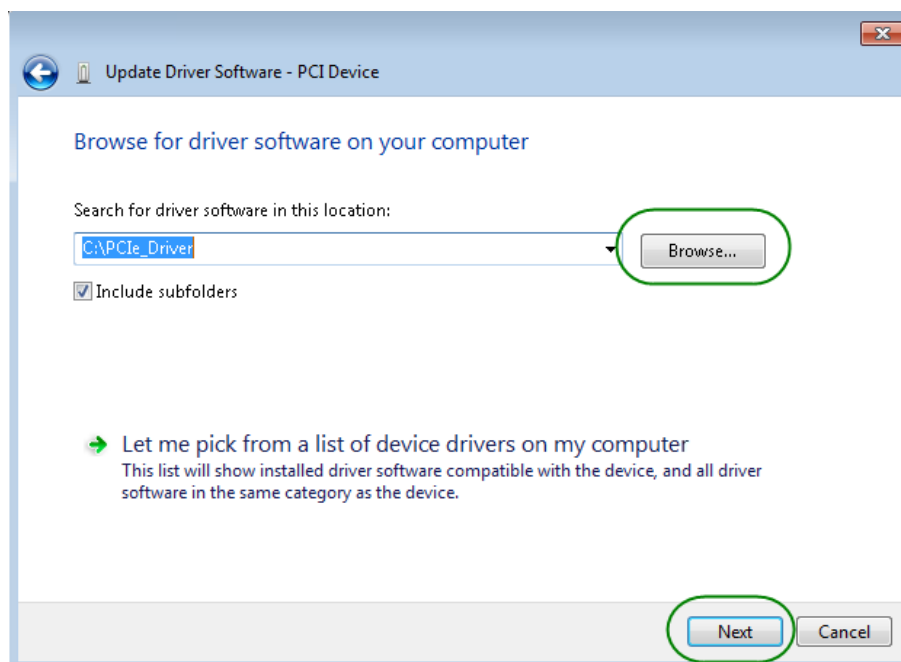 Update Driver Software - PCI Device
Browse for driver software on your computer
Search for driver software in this location:
C:\PCIe_Driver
Browse...
Include subfolders
Let me pick from a list of device drivers on my computer
This list will show installed driver software compatible with the device, and all driver
software in the same category as the device.
Next
Cancel